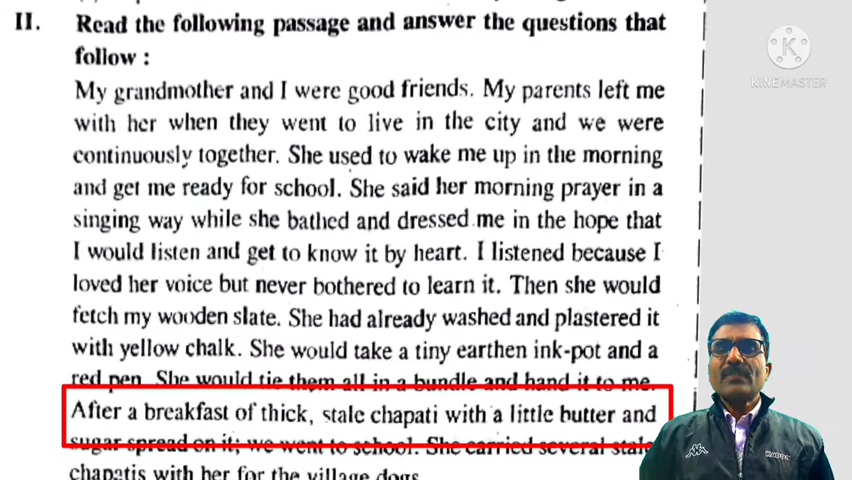 II. Read the following passage and answer the questions that
follow :
My grandmother and I were good friends. My parents left me
with her when they went to live in the city and we were
continuously together. She used to wake me up in the morning
and get me ready for school. She said her morning prayer in a
singing way while she bathed and dressed me in the hope that
I would listen and get to know it by heart. I listened because I
loved her voice but never bothered to learn it. Then she would
fetch my wooden slate. She had already washed and plastered it
with yellow chalk. She would take a tiny earthen ink-pot and a
red pen. She would tie them all in a bundle and hand it to me.
After a breakfast of thick, stale chapati with a little butter and
sugar spread on it; we went to school. She carried several stale
chapatis with her for the village dogs.
K
KINEMASTER
Kappa